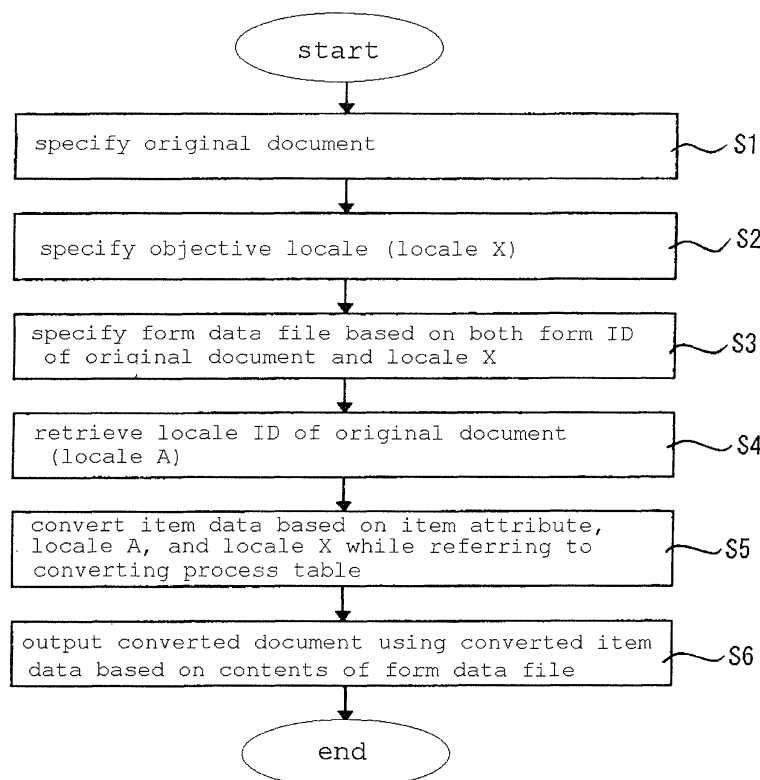 start
specify original document
S1
specify objective locale (locale X)
S2
specify form data file based on both form ID
of original document and locale X
S3
retrieve locale ID of original document
(locale A)
S4
convert item data based on item attribute,
locale A, and locale X while referring to
converting process table
S5
output converted document using converted item
data based on contents of form data file
S6
end